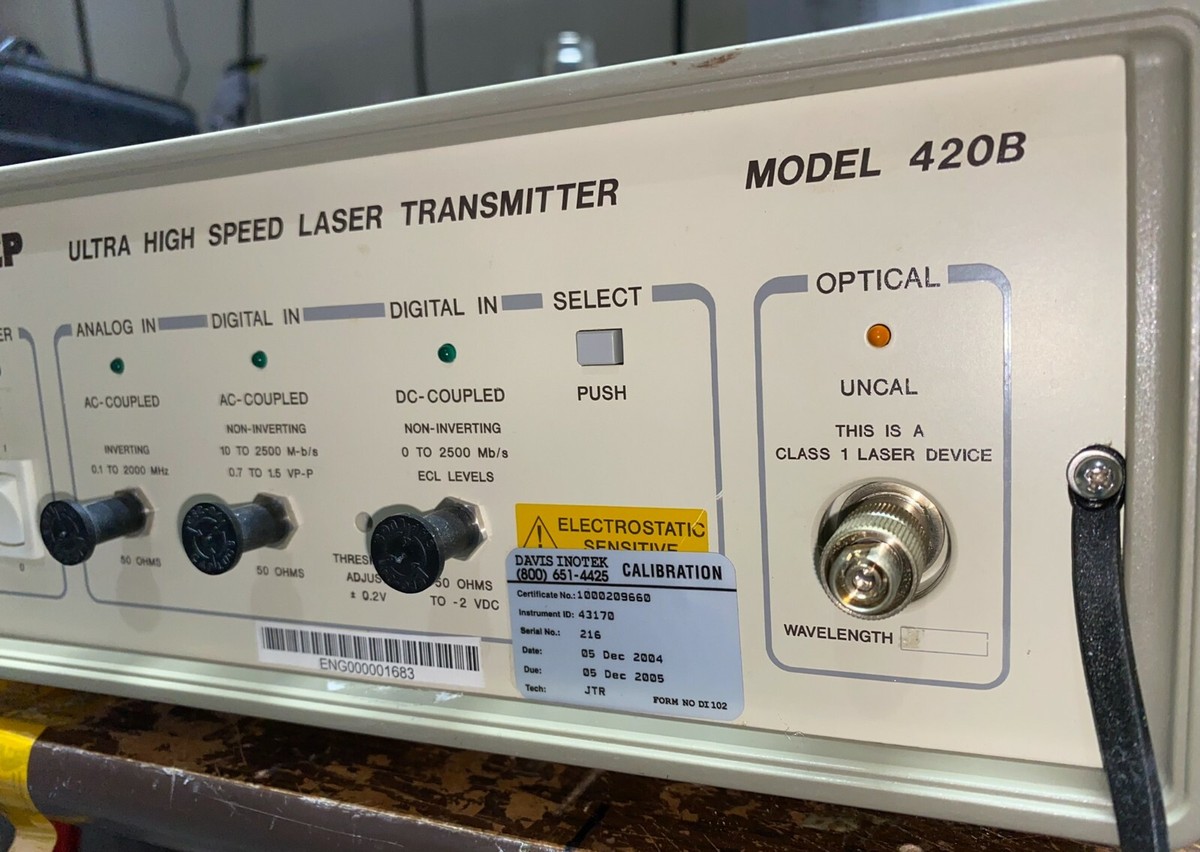 ULTRA HIGH SPEED LASER TRANSMITTER
MODEL 420B
ANALOG IN
AC-COUPLED
INVERTING
0.1 TO 2000 MHz
50 OHMS
DIGITAL IN
AC-COUPLED
NON-INVERTING
10 TO 2500 M-b/s
0.7 TO 1.5 VP-P
50 OHMS
DIGITAL IN
DC-COUPLED
NON-INVERTING
0 TO 2500 Mb/s
ECL LEVELS
± 0.2V
50 OHMS
TO -2 VDC
SELECT
PUSH
ELECTROSTATIC
SENSITIVE
DAVIS INOTEK
(800) 651-4425
CALIBRATION
Certificate No.: 1000209660
Instrument ID: 43170
Serial No.: 216
Date: 05 Dec 2004
Due: 05 Dec 2005
Tech: JTR
FORM NO DI 102
ENG000001683
OPTICAL
UNCAL
THIS IS A
CLASS 1 LASER DEVICE
WAVELENGTH
1
0